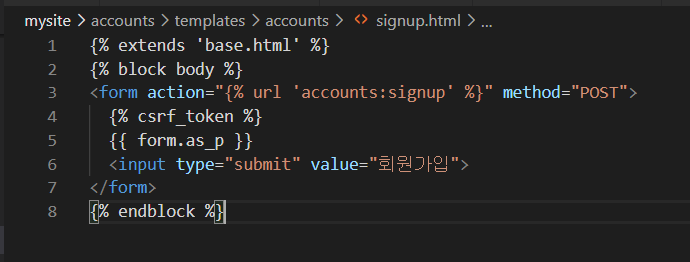 mysite > accounts > templates > accounts > <> signup.html > ...
1 {% extends 'base.html' %}
2 {% block body %}
3 <form action="{% url 'accounts:signup' %}" method="POST">
4 {% csrf_token %}
5 {{ form.as_p }}
6 <input type="submit" value="회원가입">
7 </form>
8 {% endblock %}